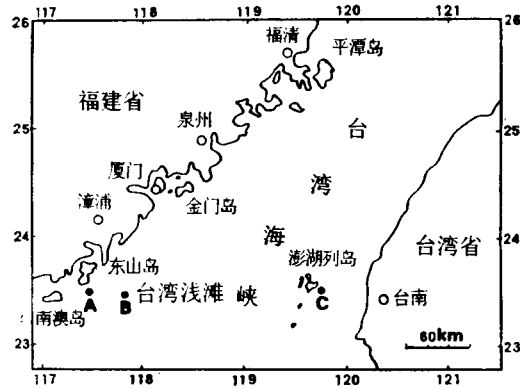 117 118 119 120 121
26 26
福清
平潭岛
福建省
25 25
泉州
台
湾
海
峡
厦门
金门岛
漳浦
24 24
台湾省
澎湖列岛
东山岛
台湾浅滩
A B C
台南
南澳岛
60km
23 23
117 118 119 120 121